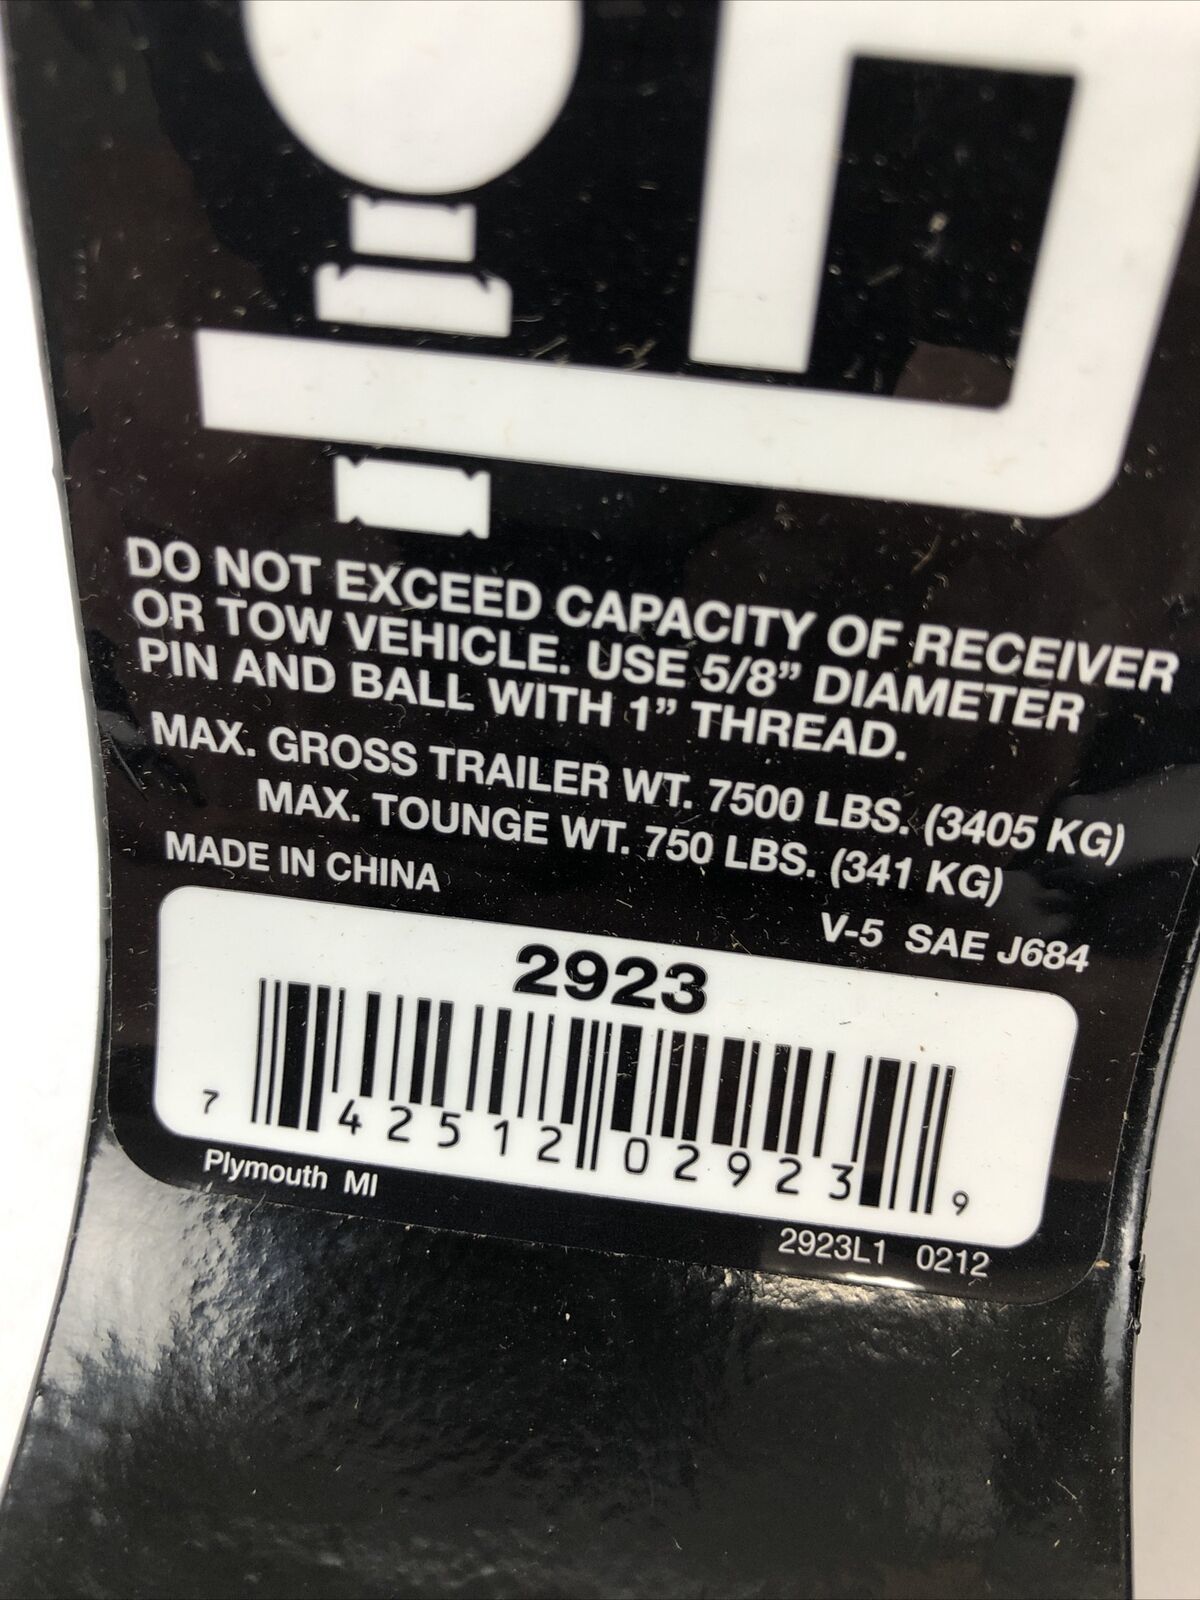 DO NOT EXCEED CAPACITY OF RECEIVER
OR TOW VEHICLE. USE 5/8” DIAMETER
PIN AND BALL WITH 1” THREAD.
MAX. GROSS TRAILER WT. 7500 LBS. (3405 KG)
MAX. TOUNGE WT. 750 LBS. (341 KG)
MADE IN CHINA
V-5 SAE J684
2923
7 42512 02923 9
Plymouth MI
2923L1 0212